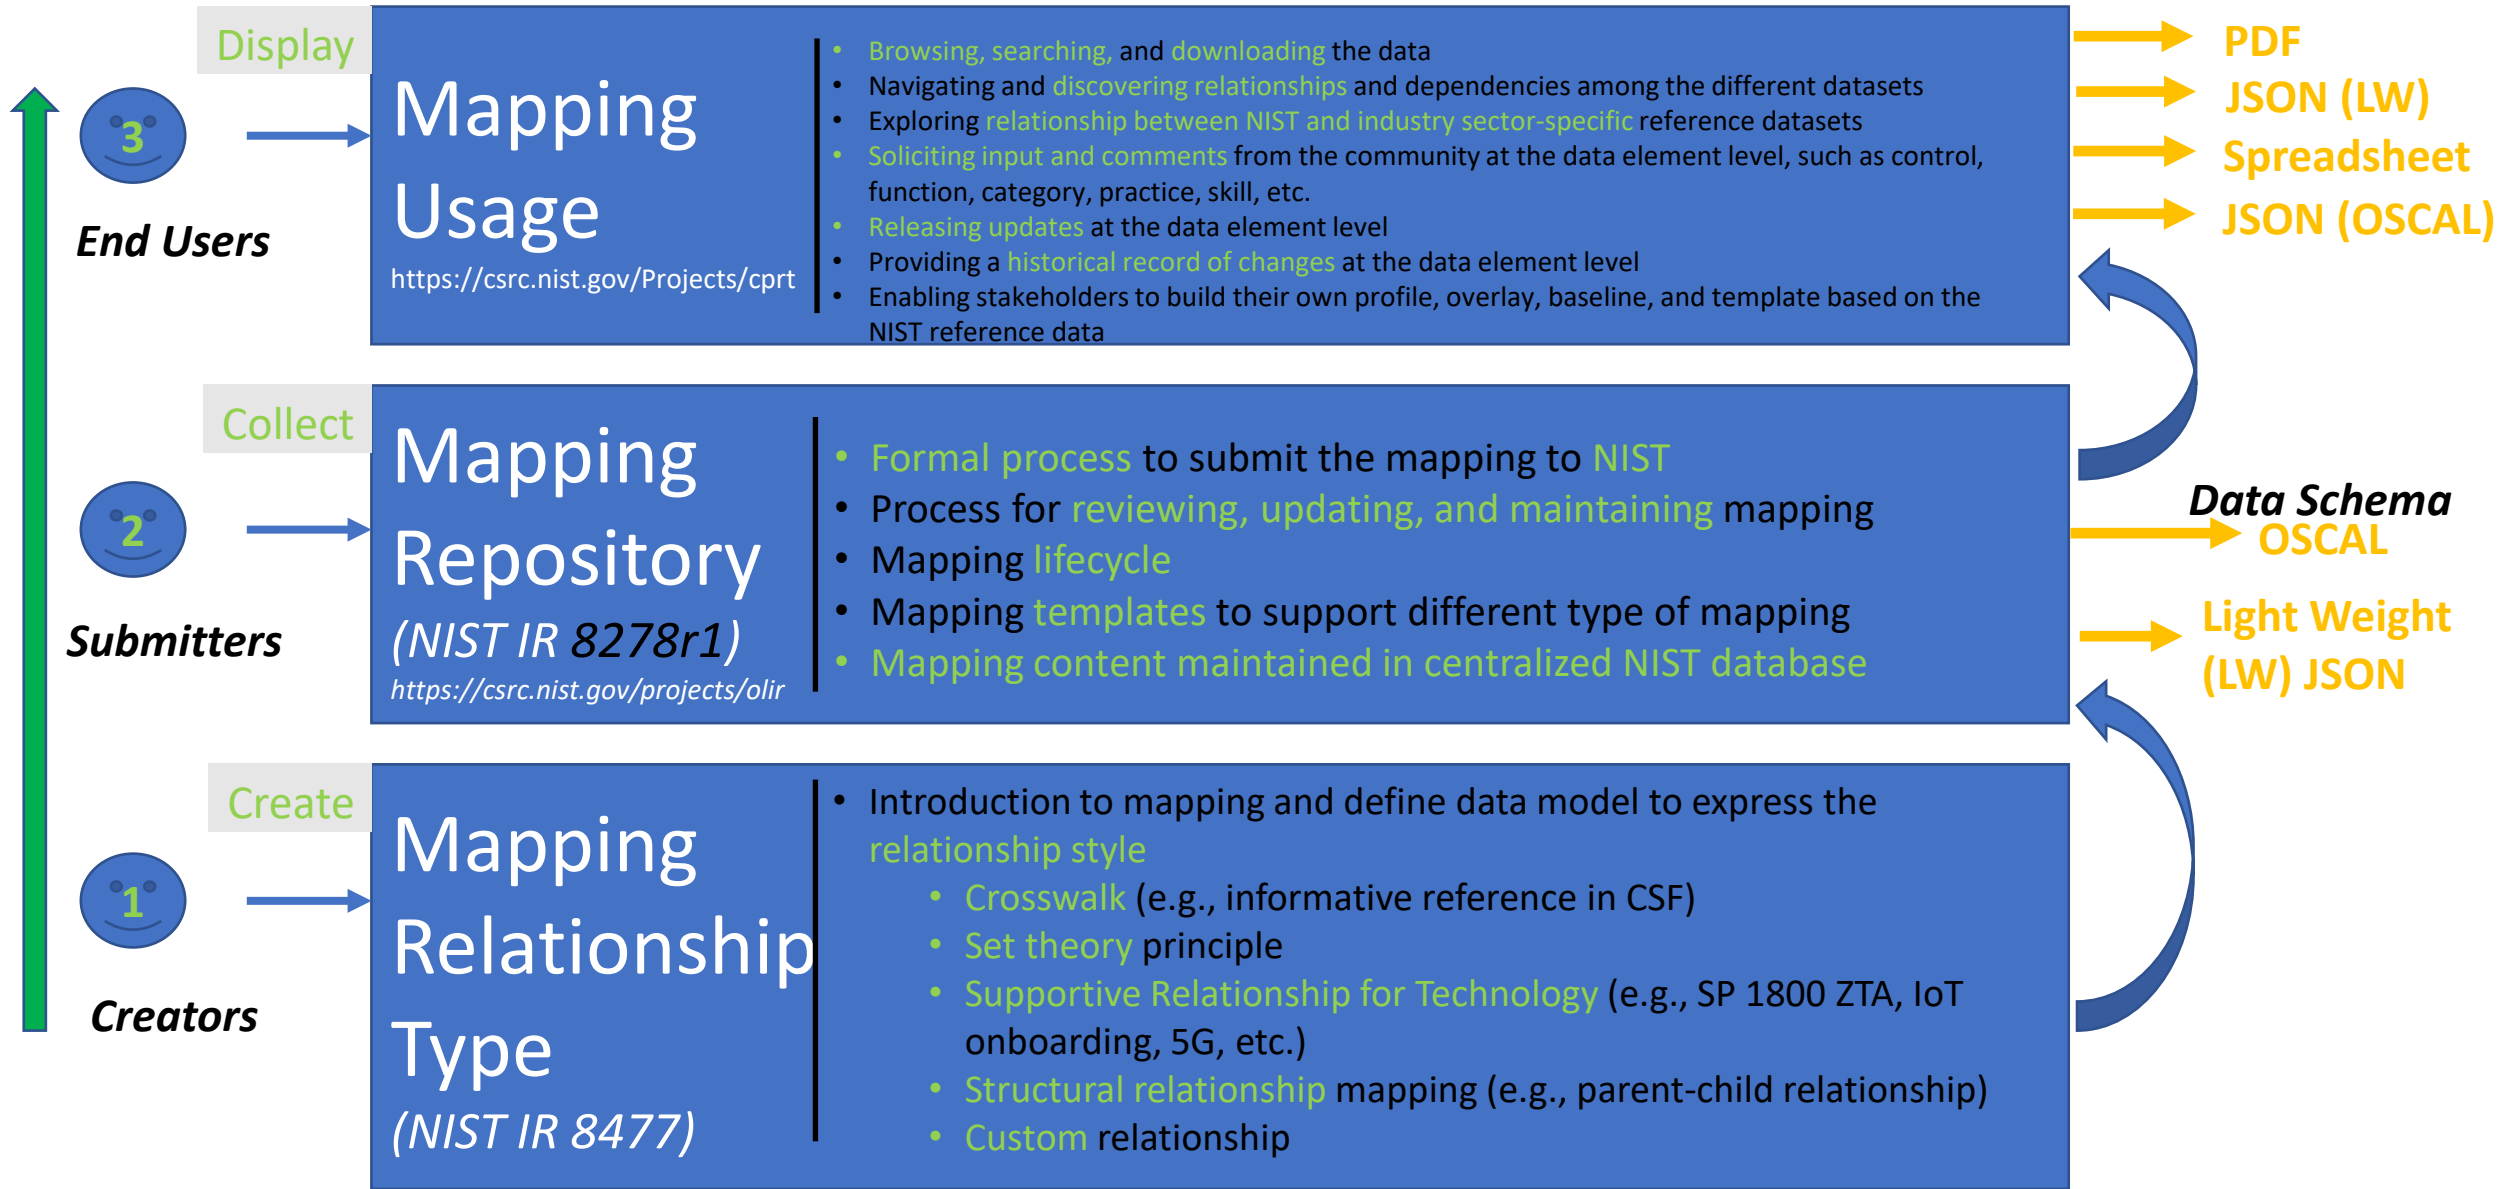 Display
Mapping
Usage
https://csrc.nist.gov/Projects/cprt
• Browsing, searching, and downloading the data
• Navigating and discovering relationships and dependencies among the different datasets
• Exploring relationship between NIST and industry sector-specific reference datasets
• Soliciting input and comments from the community at the data element level, such as control,
function, category, practice, skill, etc.
• Releasing updates at the data element level
• Providing a historical record of changes at the data element level
• Enabling stakeholders to build their own profile, overlay, baseline, and template based on the
NIST reference data
PDF
JSON (LW)
Spreadsheet
JSON (OSCAL)
3
End Users
Collect
Mapping
Repository
(NIST IR 8278r1)
https://csrc.nist.gov/projects/olir
• Formal process to submit the mapping to NIST
• Process for reviewing, updating, and maintaining mapping
• Mapping lifecycle
• Mapping templates to support different type of mapping
• Mapping content maintained in centralized NIST database
Data Schema
OSCAL
Light Weight
(LW) JSON
2
Submitters
Create
Mapping
Relationship
Type
(NIST IR 8477)
• Introduction to mapping and define data model to express the
relationship style
• Crosswalk (e.g., informative reference in CSF)
• Set theory principle
• Supportive Relationship for Technology (e.g., SP 1800 ZTA, IoT
onboarding, 5G, etc.)
• Structural relationship mapping (e.g., parent-child relationship)
• Custom relationship
1
Creators